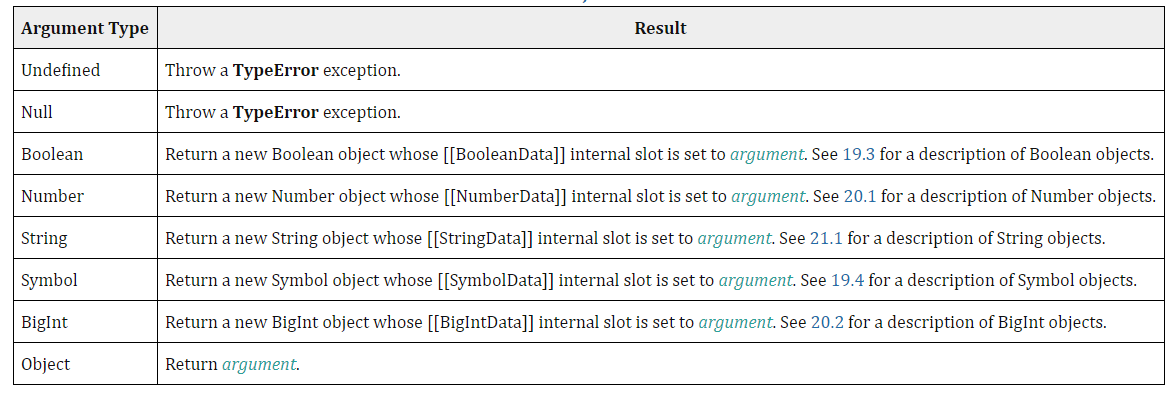 Argument Type Result
Undefined Throw a TypeError exception.
Null Throw a TypeError exception.
Boolean Return a new Boolean object whose [[BooleanData]] internal slot is set to argument. See 19.3 for a description of Boolean objects.
Number Return a new Number object whose [[NumberData]] internal slot is set to argument. See 20.1 for a description of Number objects.
String Return a new String object whose [[StringData]] internal slot is set to argument. See 21.1 for a description of String objects.
Symbol Return a new Symbol object whose [[SymbolData]] internal slot is set to argument. See 19.4 for a description of Symbol objects.
BigInt Return a new BigInt object whose [[BigIntData]] internal slot is set to argument. See 20.2 for a description of BigInt objects.
Object Return argument.